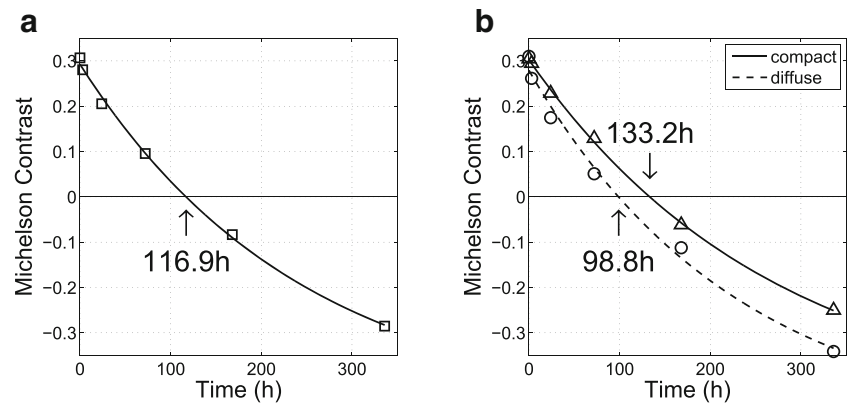 a
Michelson Contrast
0.3
0.2
0.1
0
−0.1
−0.2
−0.3
116.9h
0
100
200
300
Time (h)
b
Michelson Contrast
0.3
0.2
0.1
0
−0.1
−0.2
−0.3
compact
diffuse
133.2h
98.8h
0
100
200
300
Time (h)